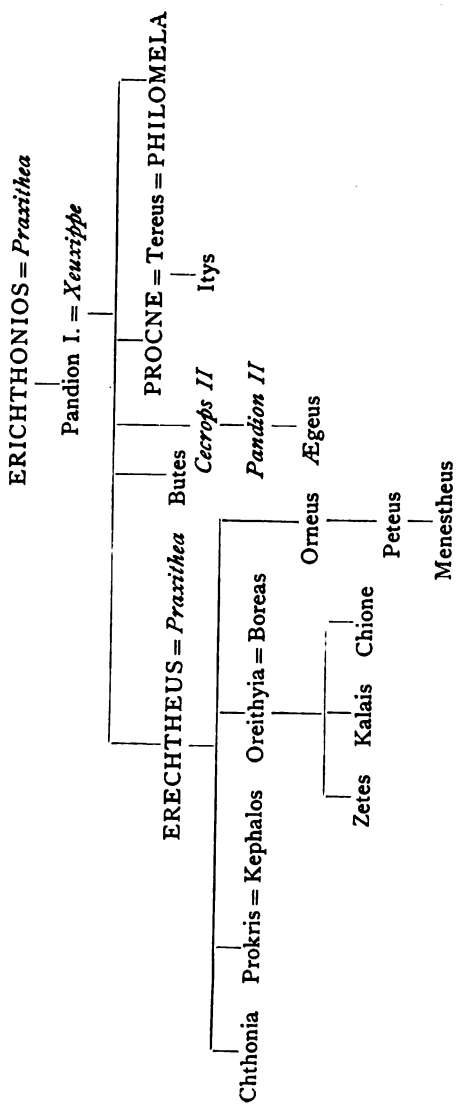 ERICHTHONIOS = Praxithea
Pandion I. = Xeuxippe
ERECHTHEUS = Praxithea Butes Cecrops II PROCNE = Tereus = PHILOMELA
Pandion II Itys
Ægeus
Chthonia Prokris = Kephalos Oreithyia = Boreas Orneus
Zetes Kalais Chione Peteus
Menestheus